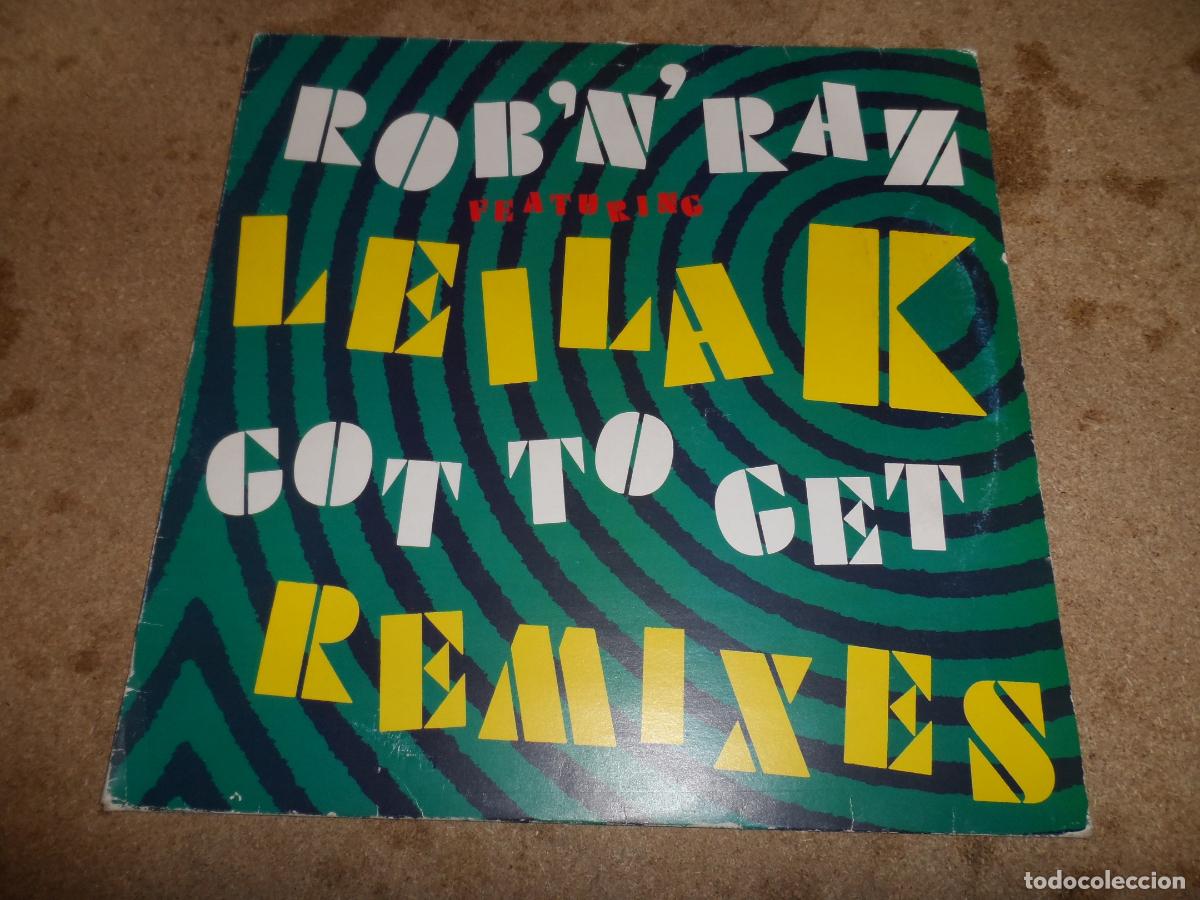 ROB'N'RAZ
FEATURING
LEILA K
GOT TO GET
REMIXES
todocoleccion